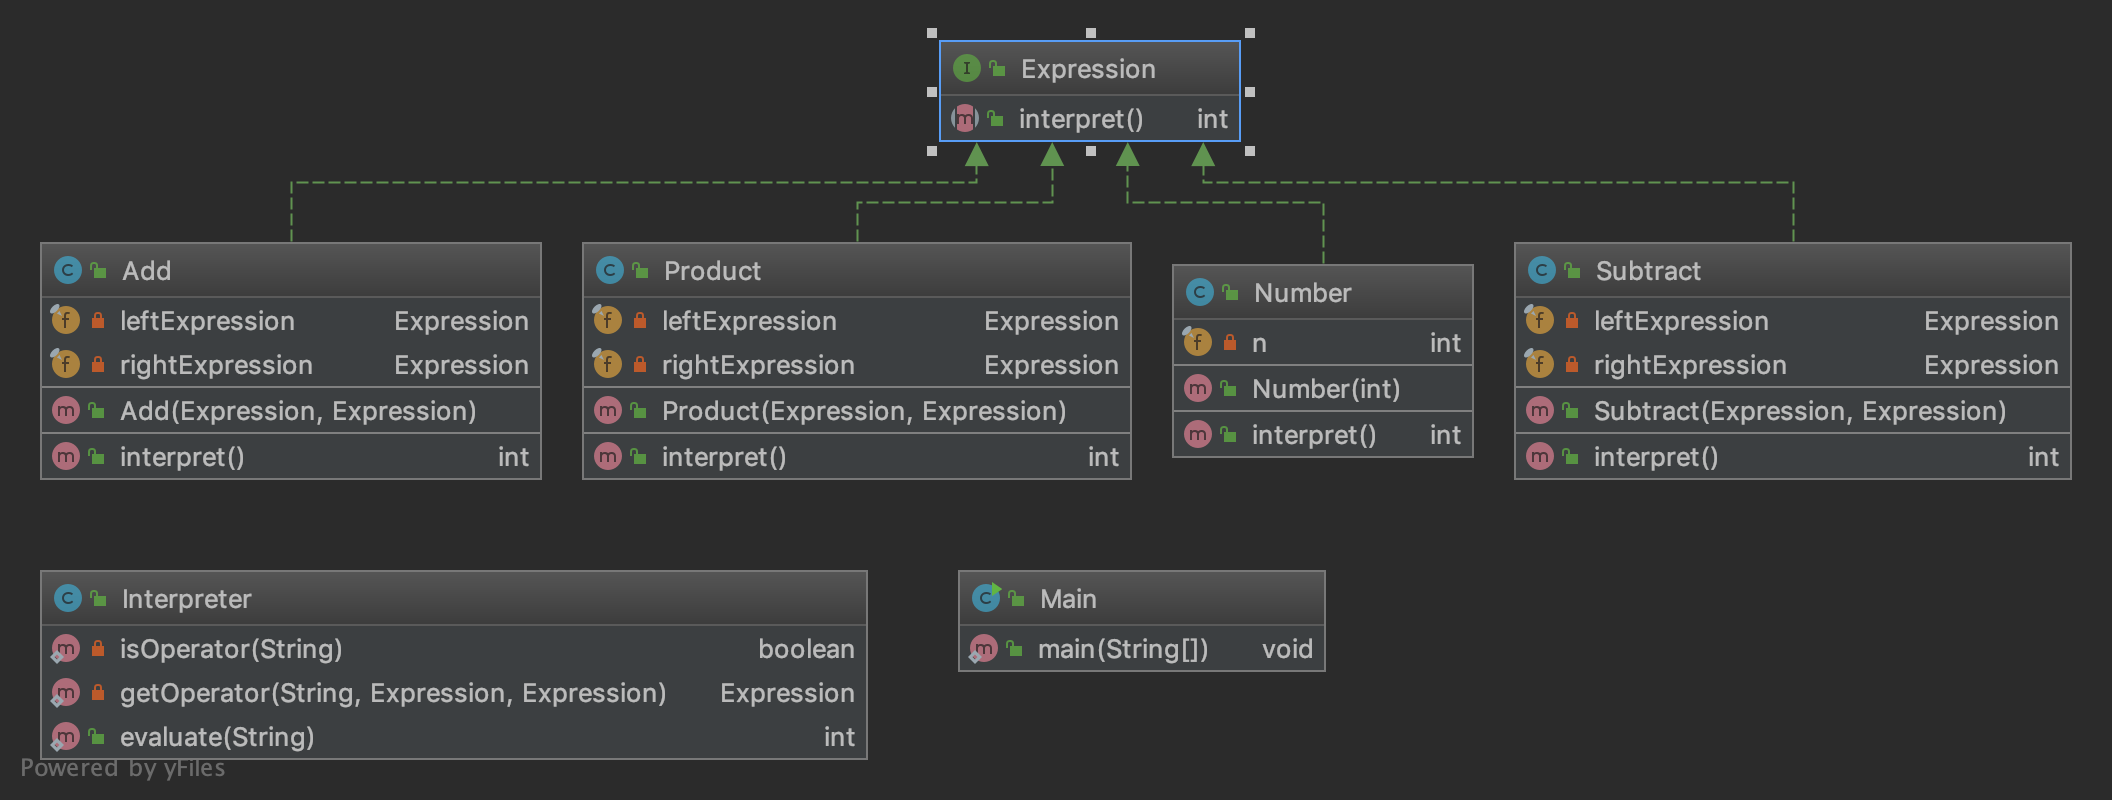 Expression
interpret() int
Add
leftExpression Expression
rightExpression Expression
Add(Expression, Expression)
interpret() int
Product
leftExpression Expression
rightExpression Expression
Product(Expression, Expression)
interpret() int
Number
n int
Number(int)
interpret() int
Subtract
leftExpression Expression
rightExpression Expression
Subtract(Expression, Expression)
interpret() int
Interpreter
isOperator(String) boolean
getOperator(String, Expression, Expression) Expression
evaluate(String) int
Main
main(String[]) void
Powered by yFiles